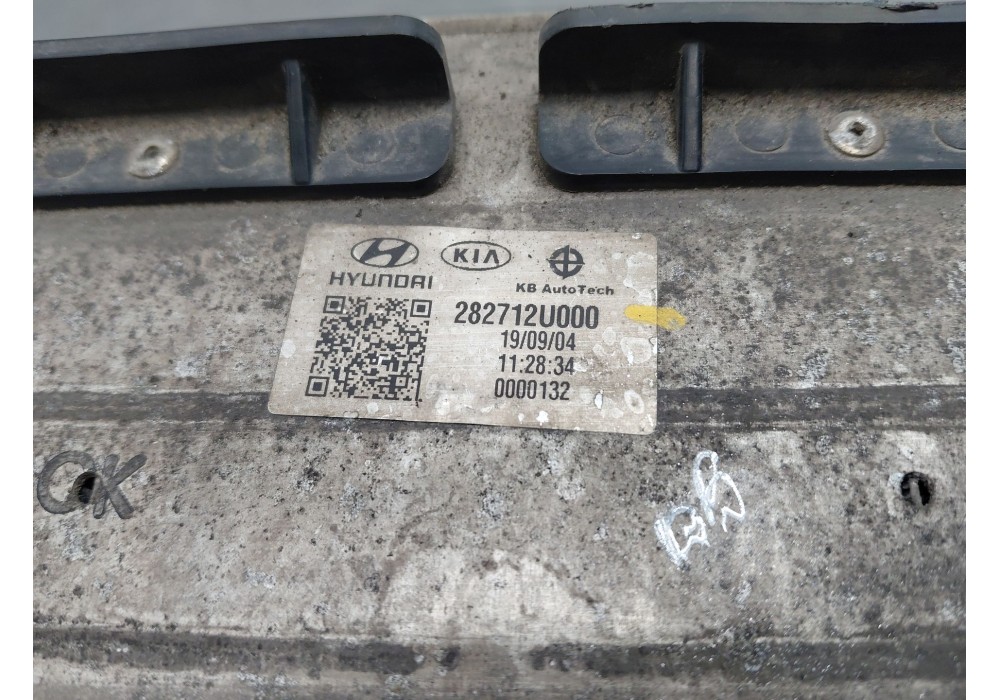 HYUNDAI
KIA
KB AutoTech
282712U000
19/09/04
11:28:34
0000132
OK